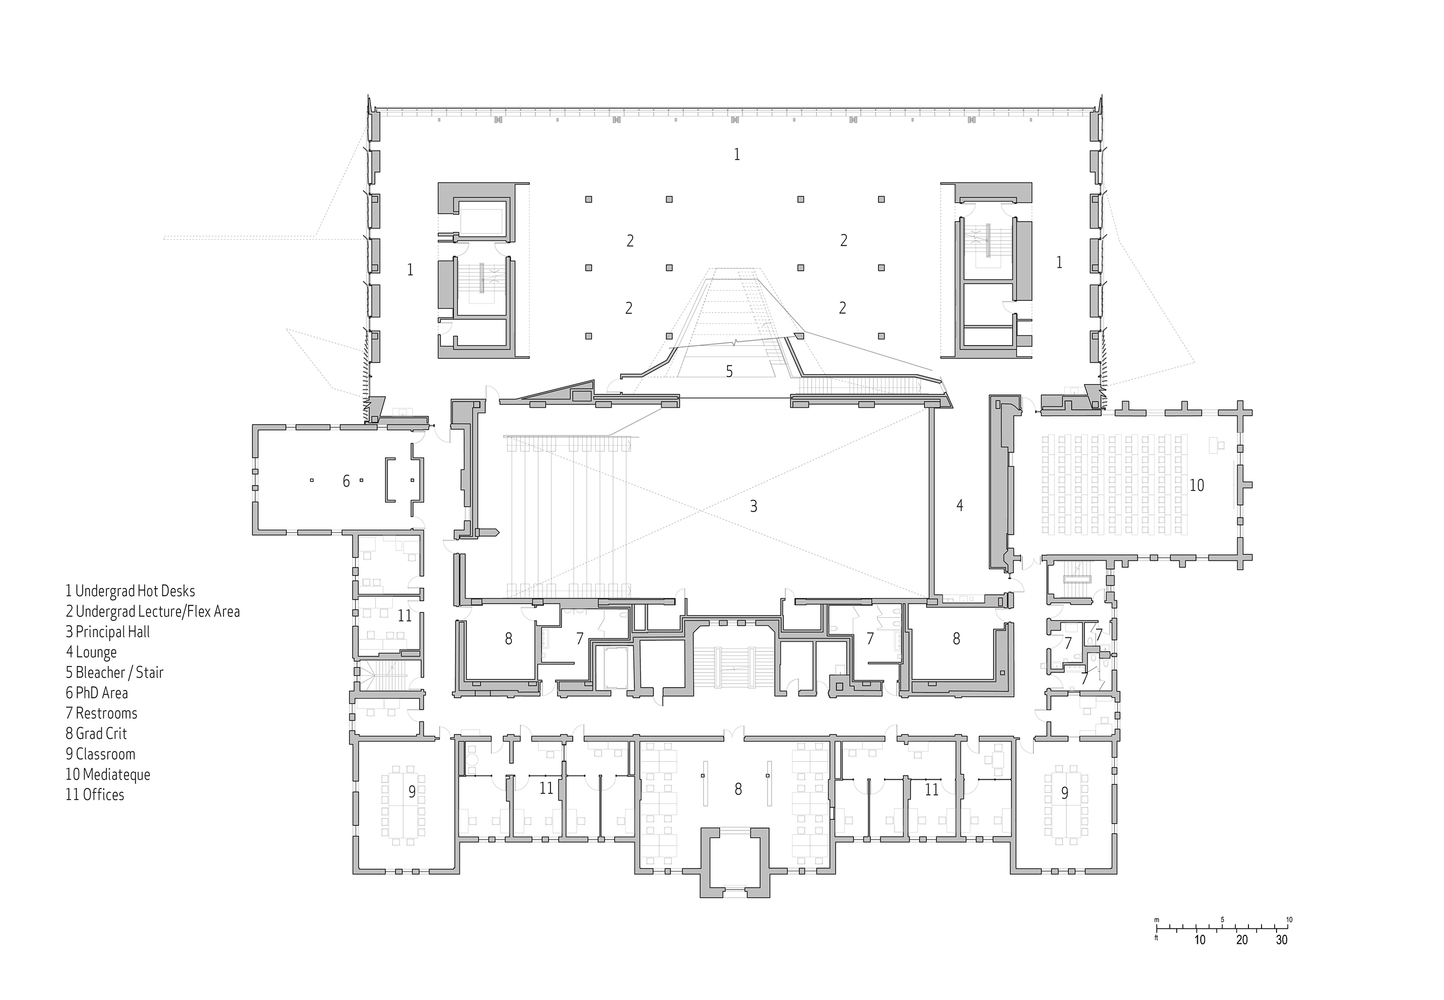 1
2
2
1
1
2
2
5
6
10
3
4
1 Undergrad Hot Desks
2 Undergrad Lecture/Flex Area
3 Principal Hall
4 Lounge
5 Bleacher / Stair
6 PhD Area
7 Restrooms
8 Grad Crit
9 Classroom
10 Mediateque
11 Offices
11
8
7
7
8
7
7
7
9
11
8
11
9
m 5 10
ft 10 20 30